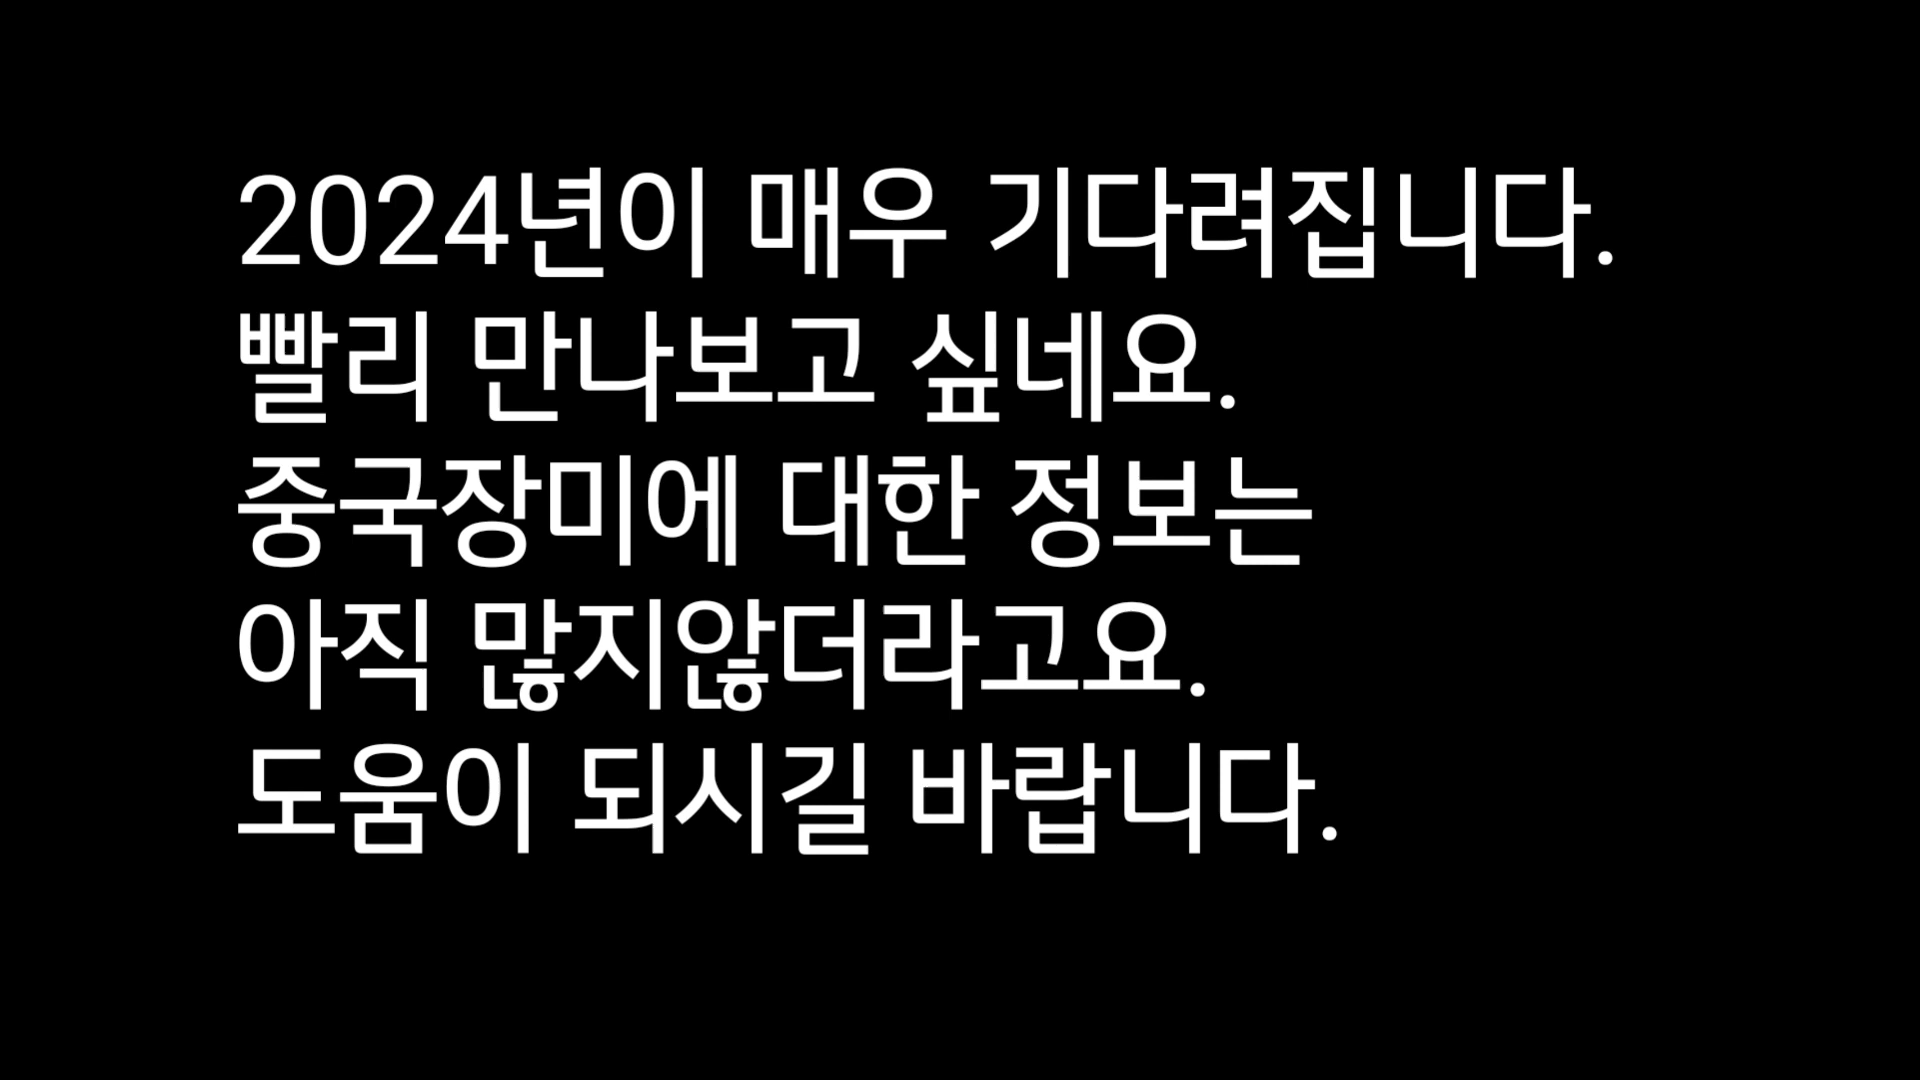 2024년이 매우 기다려집니다.
빨리 만나보고 싶네요.
중국장미에 대한 정보는
아직 많지않더라고요.
도움이 되시길 바랍니다.